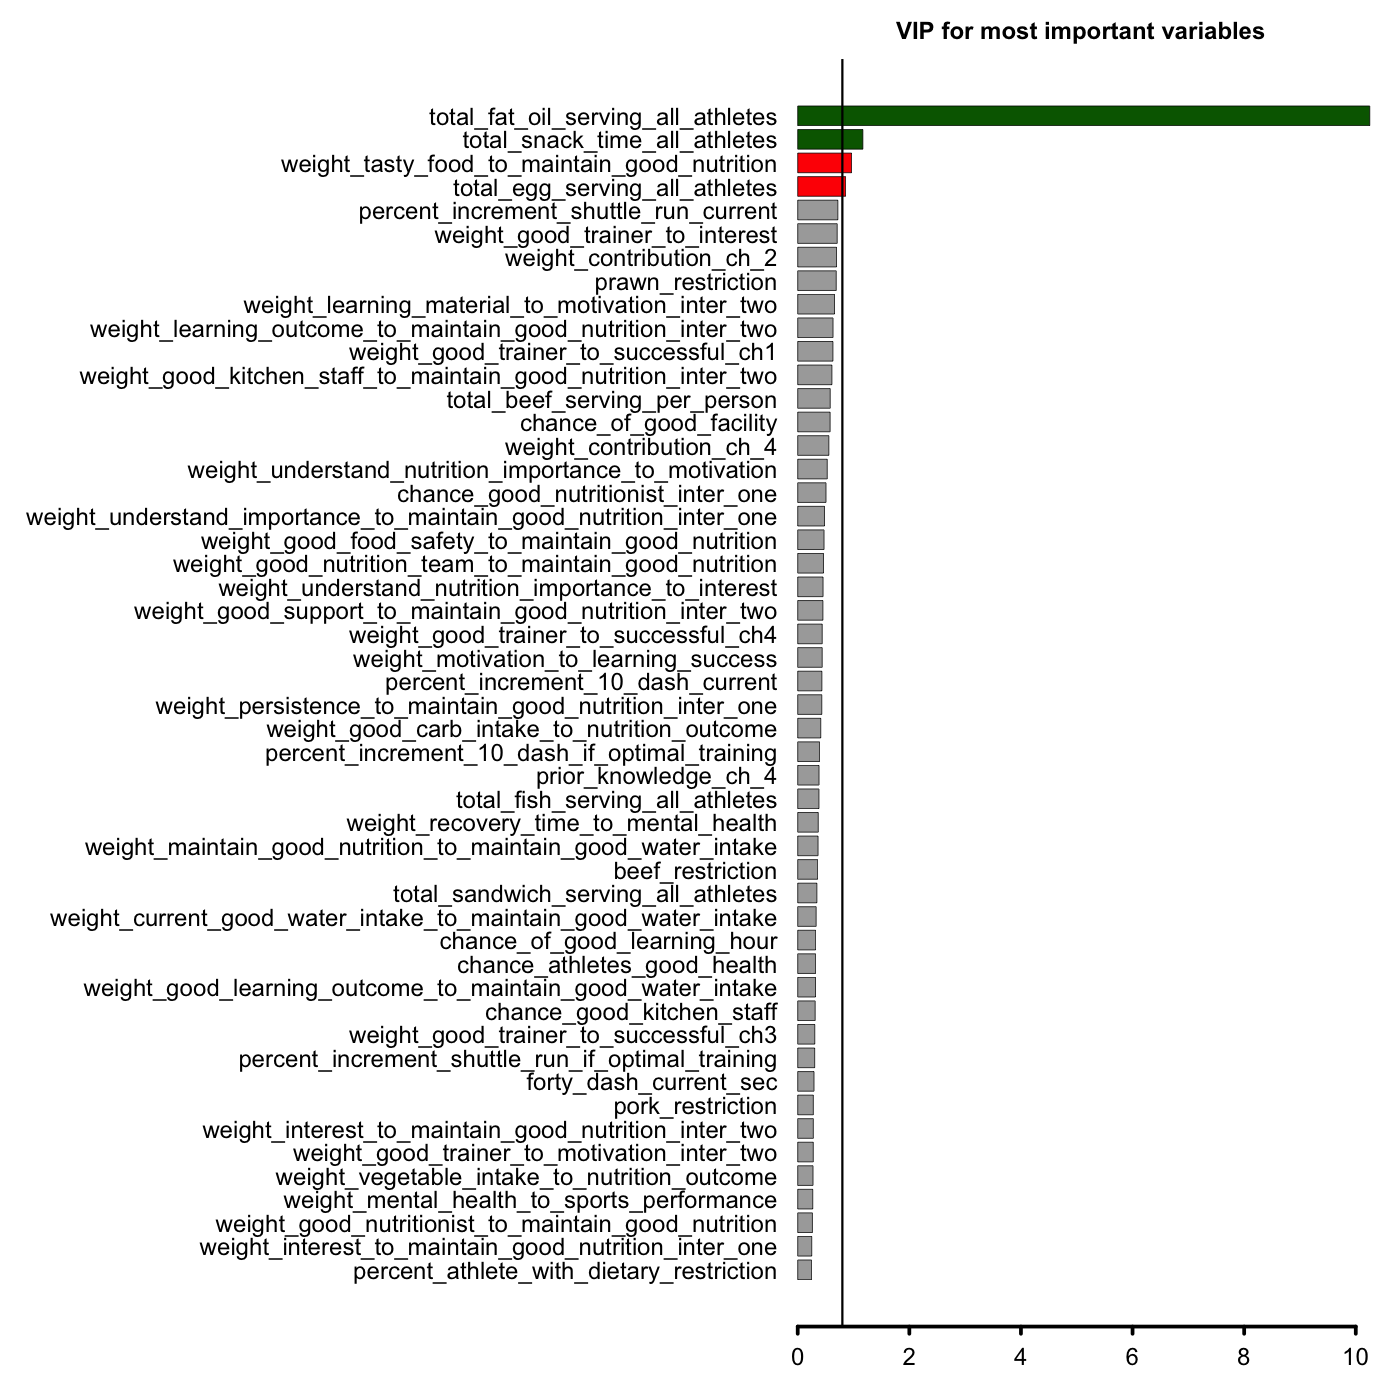 VIP for most important variables
total_fat_oil_serving_all_athletes
total_snack_time_all_athletes
weight_tasty_food_to_maintain_good_nutrition
total_egg_serving_all_athletes
percent_increment_shuttle_run_current
weight_good_trainer_to_interest
weight_contribution_ch_2
prawn_restriction
weight_learning_material_to_motivation_inter_two
weight_learning_outcome_to_maintain_good_nutrition_inter_two
weight_good_trainer_to_successful_ch1
weight_good_kitchen_staff_to_maintain_good_nutrition_inter_two
total_beef_serving_per_person
chance_of_good_facility
weight_contribution_ch_4
weight_understand_nutrition_importance_to_motivation
chance_good_nutritionist_inter_one
weight_understand_importance_to_maintain_good_nutrition_inter_one
weight_good_food_safety_to_maintain_good_nutrition
weight_good_nutrition_team_to_maintain_good_nutrition
weight_understand_nutrition_importance_to_interest
weight_good_support_to_maintain_good_nutrition_inter_two
weight_good_trainer_to_successful_ch4
weight_motivation_to_learning_success
percent_increment_10_dash_current
weight_persistence_to_maintain_good_nutrition_inter_one
weight_good_carb_intake_to_nutrition_outcome
percent_increment_10_dash_if_optimal_training
prior_knowledge_ch_4
total_fish_serving_all_athletes
weight_recovery_time_to_mental_health
weight_maintain_good_nutrition_to_maintain_good_water_intake
beef_restriction
total_sandwich_serving_all_athletes
weight_current_good_water_intake_to_maintain_good_water_intake
chance_of_good_learning_hour
chance_athletes_good_health
weight_good_learning_outcome_to_maintain_good_water_intake
chance_good_kitchen_staff
weight_good_trainer_to_successful_ch3
percent_increment_shuttle_run_if_optimal_training
forty_dash_current_sec
pork_restriction
weight_interest_to_maintain_good_nutrition_inter_two
weight_good_trainer_to_motivation_inter_two
weight_vegetable_intake_to_nutrition_outcome
weight_mental_health_to_sports_performance
weight_good_nutritionist_to_maintain_good_nutrition
weight_interest_to_maintain_good_nutrition_inter_one
percent_athlete_with_dietary_restriction
0 2 4 6 8 10